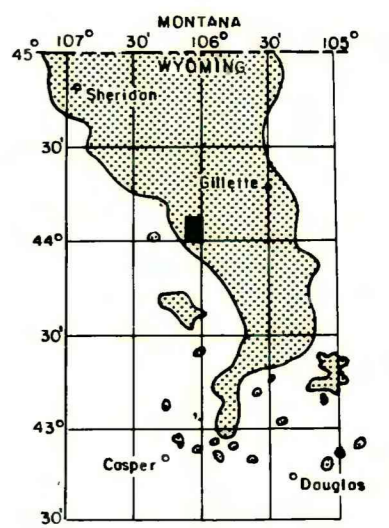 MONTANA
107° 30' 106° 30' 105°
45°
WYOMING
Sheridan
30'
Gillette
44°
30'
43°
Casper
Douglas
30'